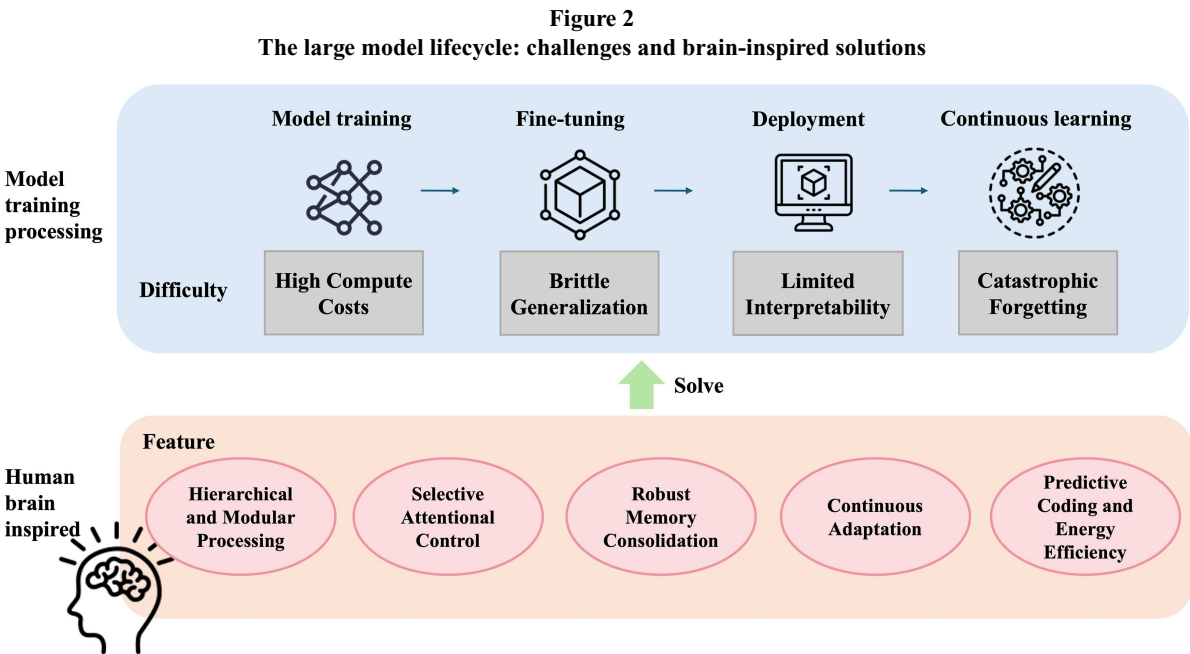 Figure 2
The large model lifecycle: challenges and brain-inspired solutions
Model
training
processing
Model training
Fine-tuning
Deployment
Continuous learning
Difficulty
High Compute
Costs
Brittle
Generalization
Limited
Interpretability
Catastrophic
Forgetting
Solve
Human
brain
inspired
Feature
Hierarchical
and Modular
Processing
Selective
Attentional
Control
Robust
Memory
Consolidation
Continuous
Adaptation
Predictive
Coding and
Energy
Efficiency